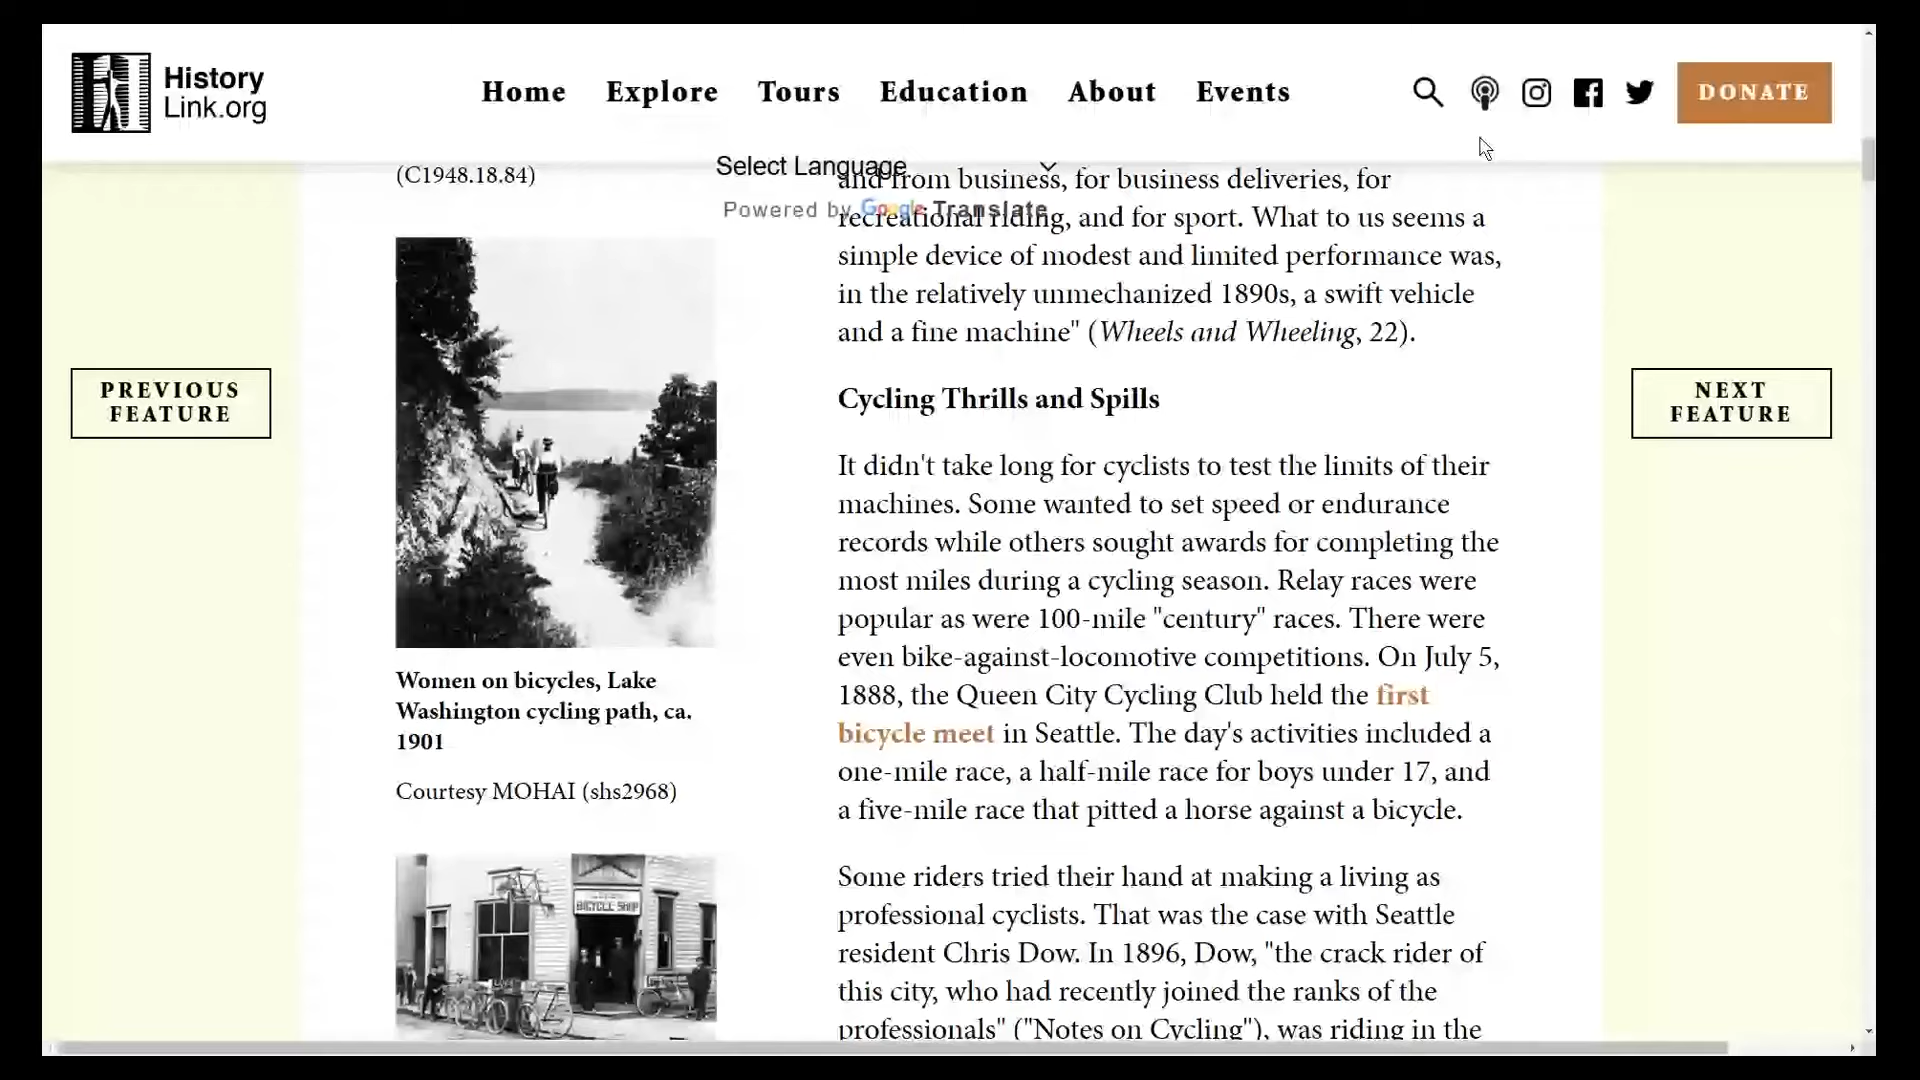 History
Link.org
Home Explore Tours Education About Events
DONATE
Select Language
Powered by Google Translate
(C1948.18.84)
PREVIOUS
FEATURE
Women on bicycles, Lake
Washington cycling path, ca.
1901
Courtesy MOHAI (shs2968)
BICYCLE SHOP
and from business, for business deliveries, for
recreational riding, and for sport. What to us seems a
simple device of modest and limited performance was,
in the relatively unmechanized 1890s, a swift vehicle
and a fine machine" (Wheels and Wheeling, 22).
Cycling Thrills and Spills
It didn't take long for cyclists to test the limits of their
machines. Some wanted to set speed or endurance
records while others sought awards for completing the
most miles during a cycling season. Relay races were
popular as were 100-mile "century" races. There were
even bike-against-locomotive competitions. On July 5,
1888, the Queen City Cycling Club held the first
bicycle meet in Seattle. The day's activities included a
one-mile race, a half-mile race for boys under 17, and
a five-mile race that pitted a horse against a bicycle.
Some riders tried their hand at making a living as
professional cyclists. That was the case with Seattle
resident Chris Dow. In 1896, Dow, "the crack rider of
this city, who had recently joined the ranks of the
professionals" ("Notes on Cycling"), was riding in the
NEXT
FEATURE